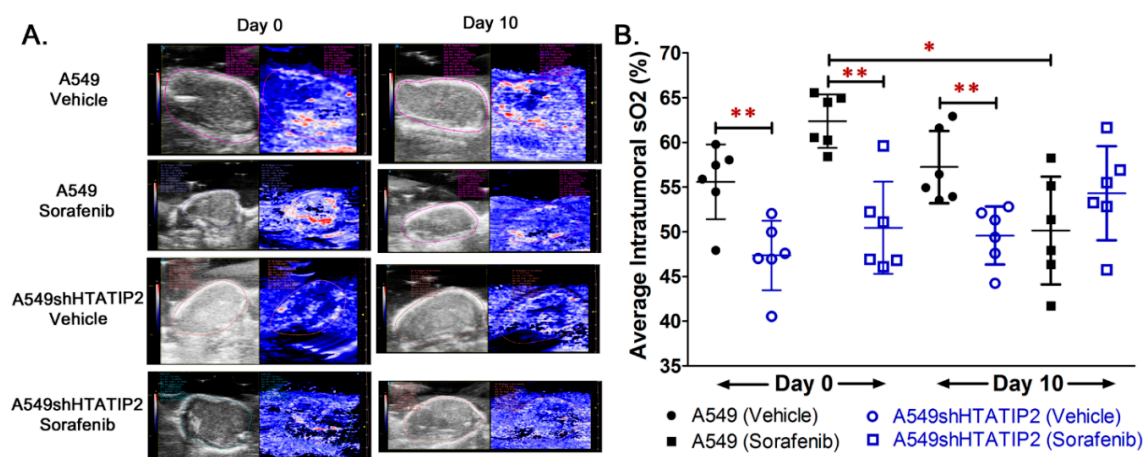 A.
Day 0
Day 10
A549
Vehicle
A549
Sorafenib
A549shHTATIP2
Vehicle
A549shHTATIP2
Sorafenib
B.
Average Intratumoral sO2 (%)
70
65
60
55
50
45
40
35
*
**
**
**
Day 0
Day 10
A549 (Vehicle)
A549shHTATIP2 (Vehicle)
A549 (Sorafenib)
A549shHTATIP2 (Sorafenib)